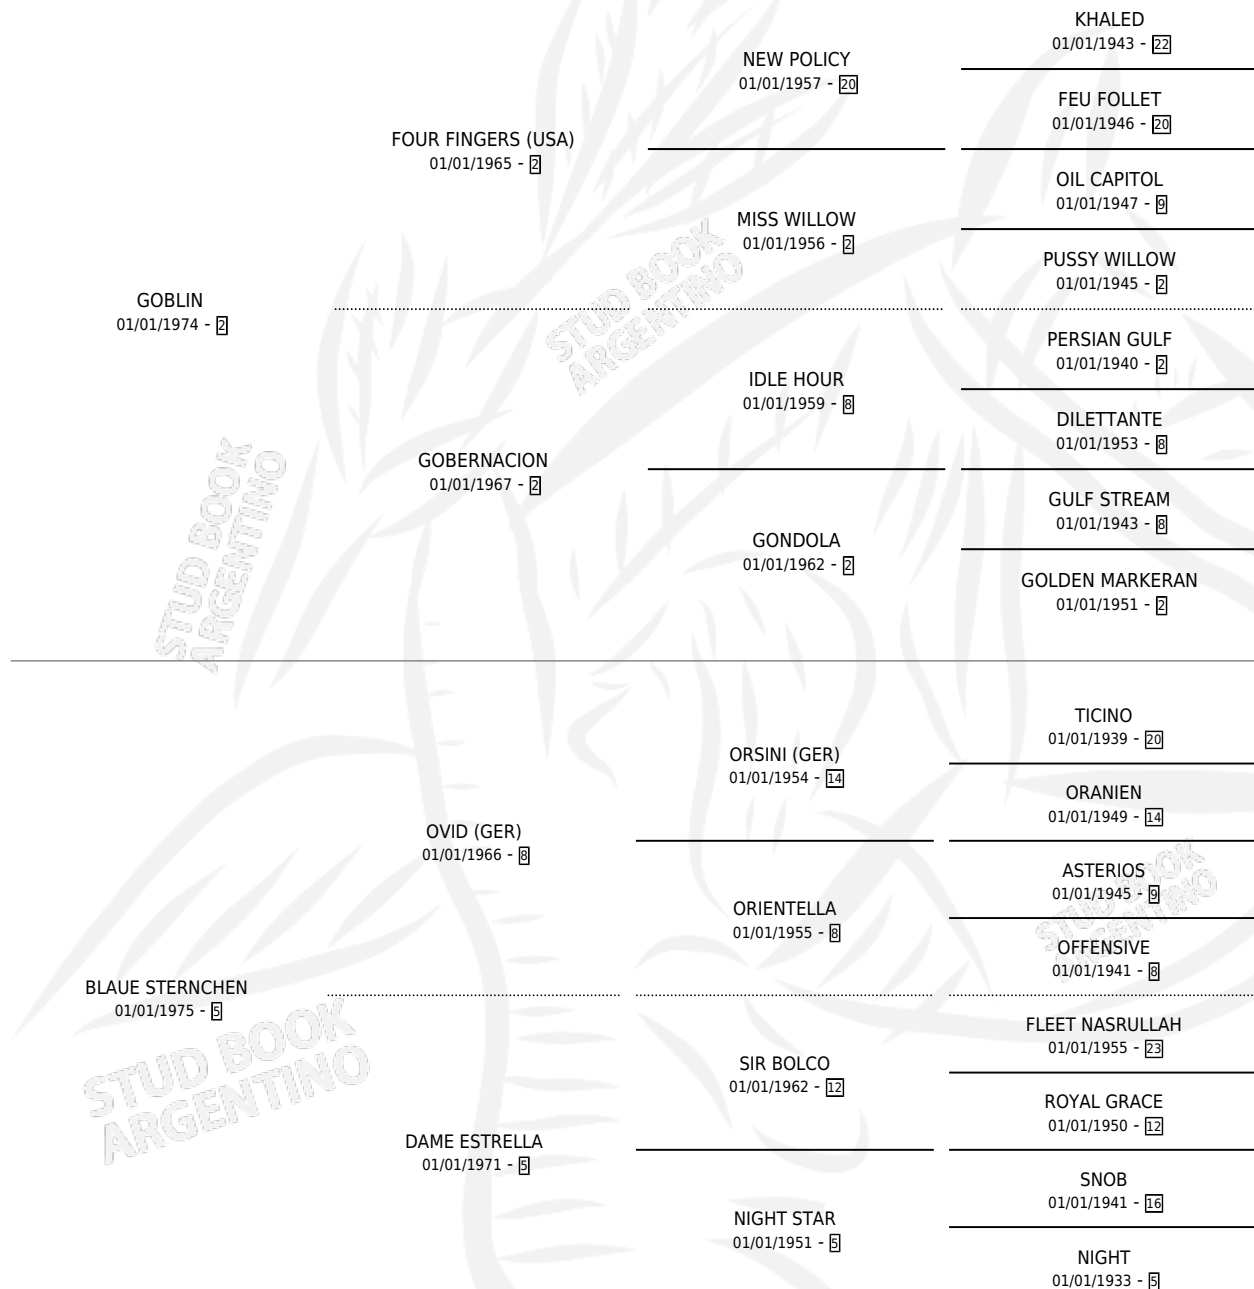 KHALED
01/01/1943 - 22
NEW POLICY
01/01/1957 - 20
FEU FOLLET
01/01/1946 - 20
FOUR FINGERS (USA)
01/01/1965 - 2
OIL CAPITOL
01/01/1947 - 9
MISS WILLOW
01/01/1956 - 2
PUSSY WILLOW
01/01/1945 - 2
GOBLIN
01/01/1974 - 2
STUD BOOK
ARGENTINO
PERSIAN GULF
01/01/1940 - 2
IDLE HOUR
01/01/1959 - 8
DILETTANTE
01/01/1953 - 8
GOBERNACION
01/01/1967 - 2
GULF STREAM
01/01/1943 - 8
GONDOLA
01/01/1962 - 2
GOLDEN MARKERAN
01/01/1951 - 2
STUD BOOK
ARGENTINO
TICINO
01/01/1939 - 20
ORSINI (GER)
01/01/1954 - 14
ORANIEN
01/01/1949 - 14
OVID (GER)
01/01/1966 - 8
ASTERIOS
01/01/1945 - 9
ORIENTELLA
01/01/1955 - 8
OFFENSIVE
01/01/1941 - 8
STUD BOOK
ARGENTINO
BLAUE STERNCHEN
01/01/1975 - 5
FLEET NASRULLAH
01/01/1955 - 23
SIR BOLCO
01/01/1962 - 12
ROYAL GRACE
01/01/1950 - 12
STUD BOOK
ARGENTINO
DAME ESTRELLA
01/01/1971 - 5
SNOB
01/01/1941 - 16
NIGHT STAR
01/01/1951 - 5
NIGHT
01/01/1933 - 5